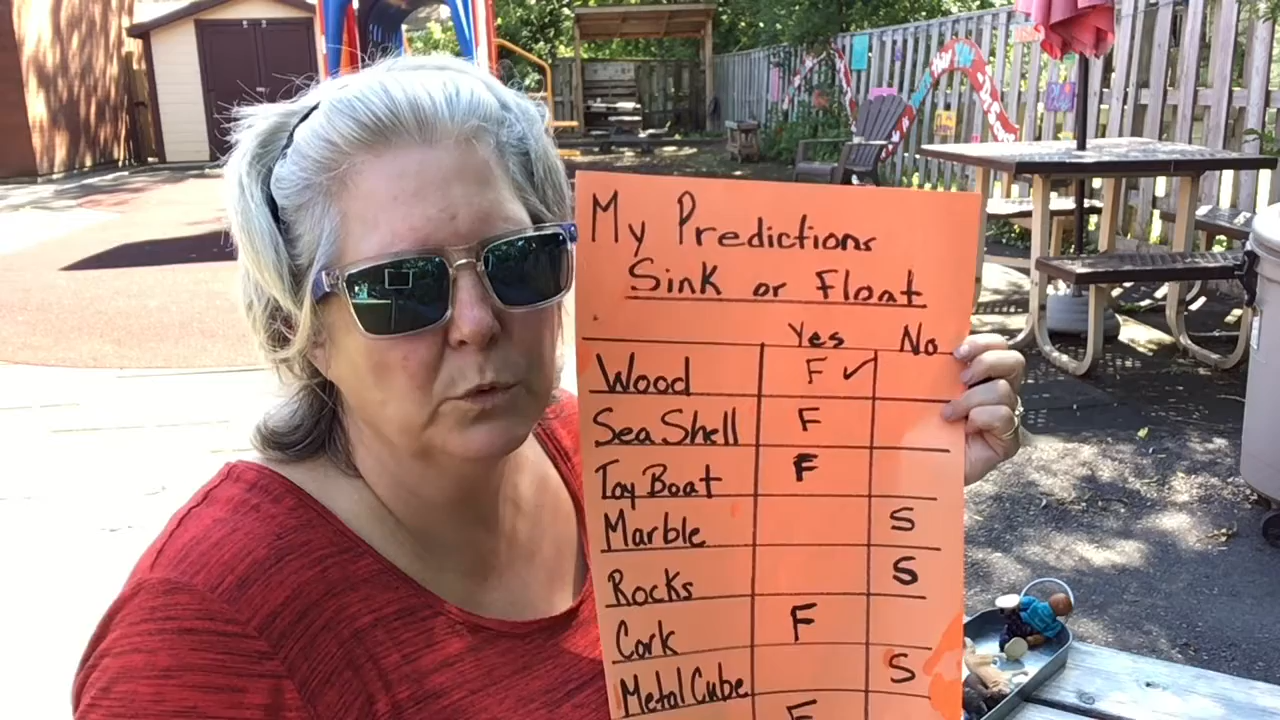 My Predictions
Sink or Float
Yes No
Wood F ✓
Sea Shell F
Toy Boat F
Marble S
Rocks S
Cork F
Metal Cube S
F